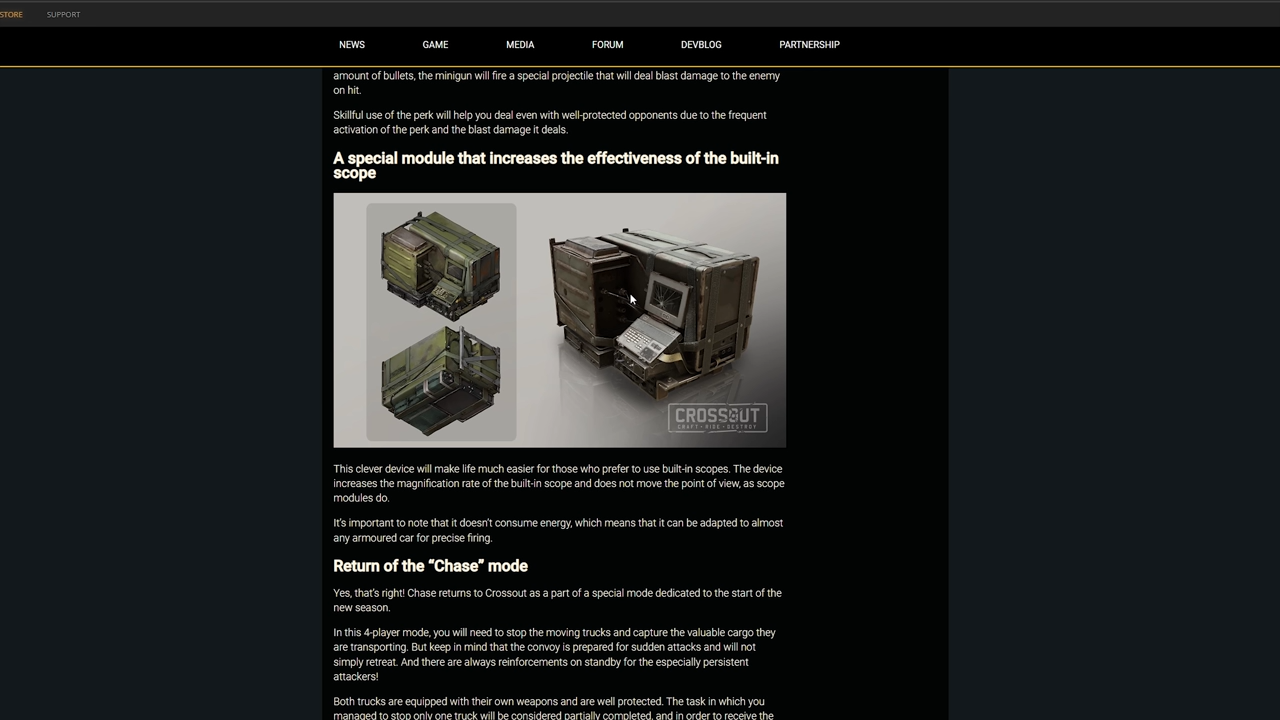 STORE SUPPORT
NEWS GAME MEDIA FORUM DEVBLOG PARTNERSHIP
amount of bullets, the minigun will fire a special projectile that will deal blast damage to the enemy
on hit.
Skillful use of the perk will help you deal even with well-protected opponents due to the frequent
activation of the perk and the blast damage it deals.
A special module that increases the effectiveness of the built-in
scope
CROSSOUT
CRAFT • RIDE • DESTROY
This clever device will make life much easier for those who prefer to use built-in scopes. The device
increases the magnification rate of the built-in scope and does not move the point of view, as scope
modules do.
It's important to note that it doesn't consume energy, which means that it can be adapted to almost
any armoured car for precise firing.
Return of the “Chase” mode
Yes, that's right! Chase returns to Crossout as a part of a special mode dedicated to the start of the
new season.
In this 4-player mode, you will need to stop the moving trucks and capture the valuable cargo they
are transporting. But keep in mind that the convoy is prepared for sudden attacks and will not
simply retreat. And there are always reinforcements on standby for the especially persistent
attackers!
Both trucks are equipped with their own weapons and are well protected. The task in which you
managed to stop only one truck will be considered partially completed, and in order to receive the